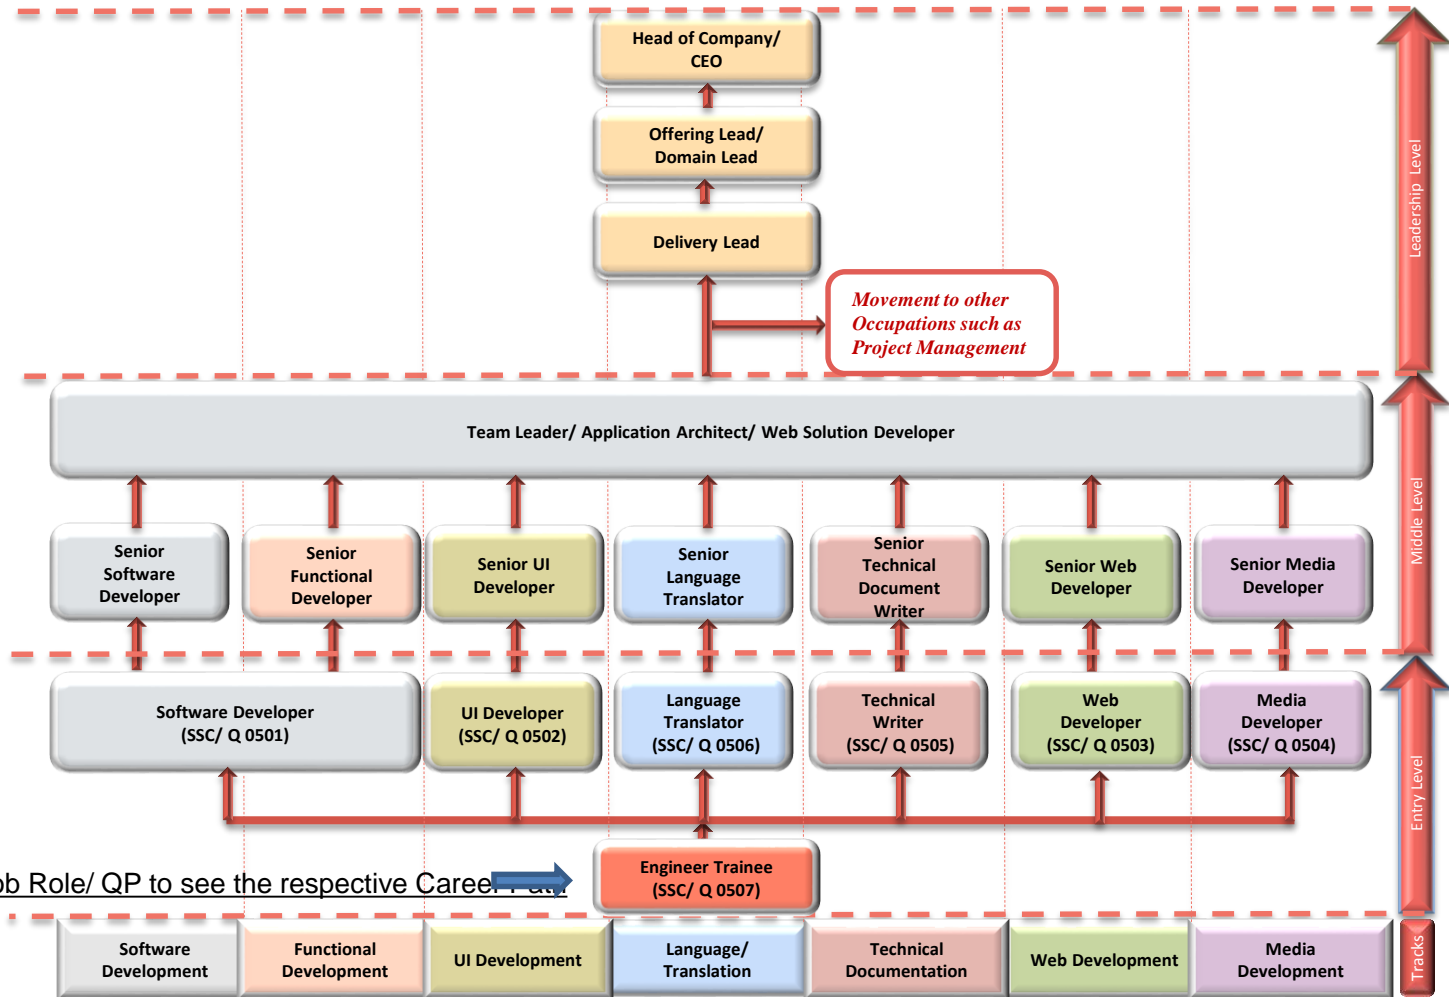 Head of Company/
CEO
Offering Lead/
Domain Lead
Delivery Lead
Movement to other
Occupations such as
Project Management
Leadership Level
Team Leader/ Application Architect/ Web Solution Developer
Senior
Software
Developer
Senior
Functional
Developer
Senior UI
Developer
Senior
Language
Translator
Senior
Technical
Document
Writer
Senior Web
Developer
Senior Media
Developer
Middle Level
Software Developer
(SSC/ Q 0501)
UI Developer
(SSC/ Q 0502)
Language
Translator
(SSC/ Q 0506)
Technical
Writer
(SSC/ Q 0505)
Web
Developer
(SSC/ Q 0503)
Media
Developer
(SSC/ Q 0504)
Entry Level
Engineer Trainee
(SSC/ Q 0507)
Role/ QP to see the respective Career
Software
Development
Functional
Development
UI Development
Language/
Translation
Technical
Documentation
Web Development
Media
Development
Tracks